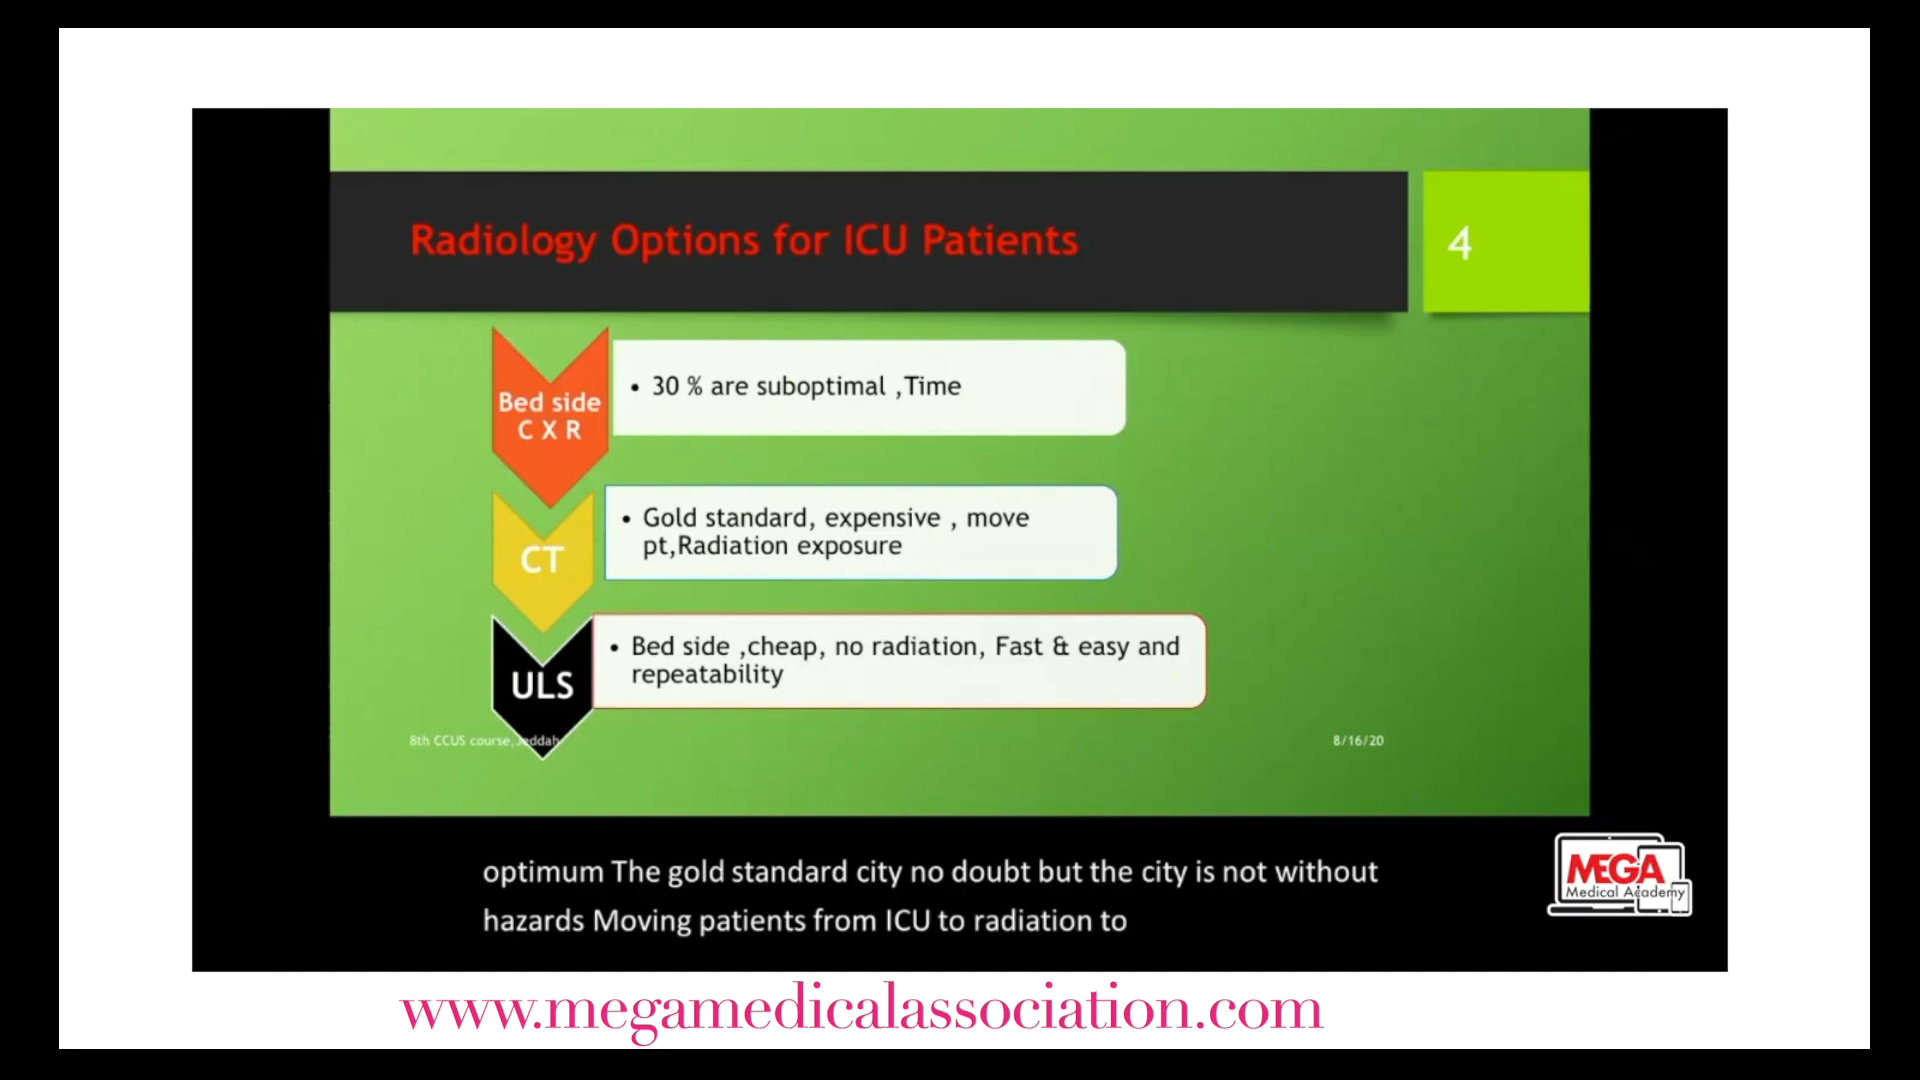 Radiology Options for ICU Patients
4
Bed side
C X R
• 30 % are suboptimal ,Time
CT
• Gold standard, expensive , move
pt,Radiation exposure
ULS
• Bed side ,cheap, no radiation, Fast & easy and
repeatability
8th CCUS course, Jeddah
8/16/20
optimum The gold standard city no doubt but the city is not without
hazards Moving patients from ICU to radiation to
MEGA
Medical Academy
www.megamedicalassociation.com